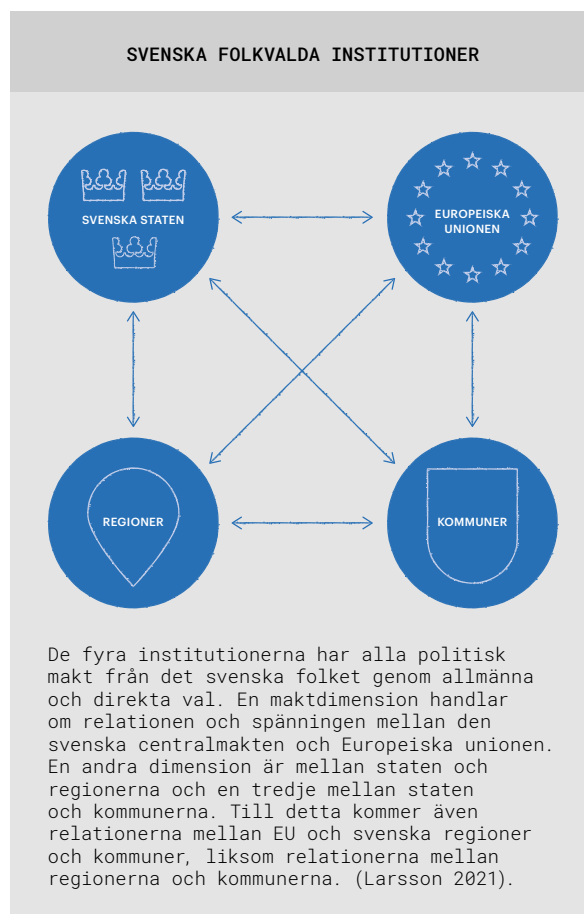 SVENSKA FOLKVALDA INSTITUTIONER
SVENSKA STATEN
EUROPEISKA
UNIONEN
REGIONER
KOMMUNER
De fyra institutionerna har alla politisk
makt från det svenska folket genom allmänna
och direkta val. En maktdimension handlar
om relationen och spänningen mellan den
svenska centralmakten och Europeiska unionen.
En andra dimension är mellan staten och
regionerna och en tredje mellan staten
och kommunerna. Till detta kommer även
relationerna mellan EU och svenska regioner
och kommuner, liksom relationerna mellan
regionerna och kommunerna. (Larsson 2021).